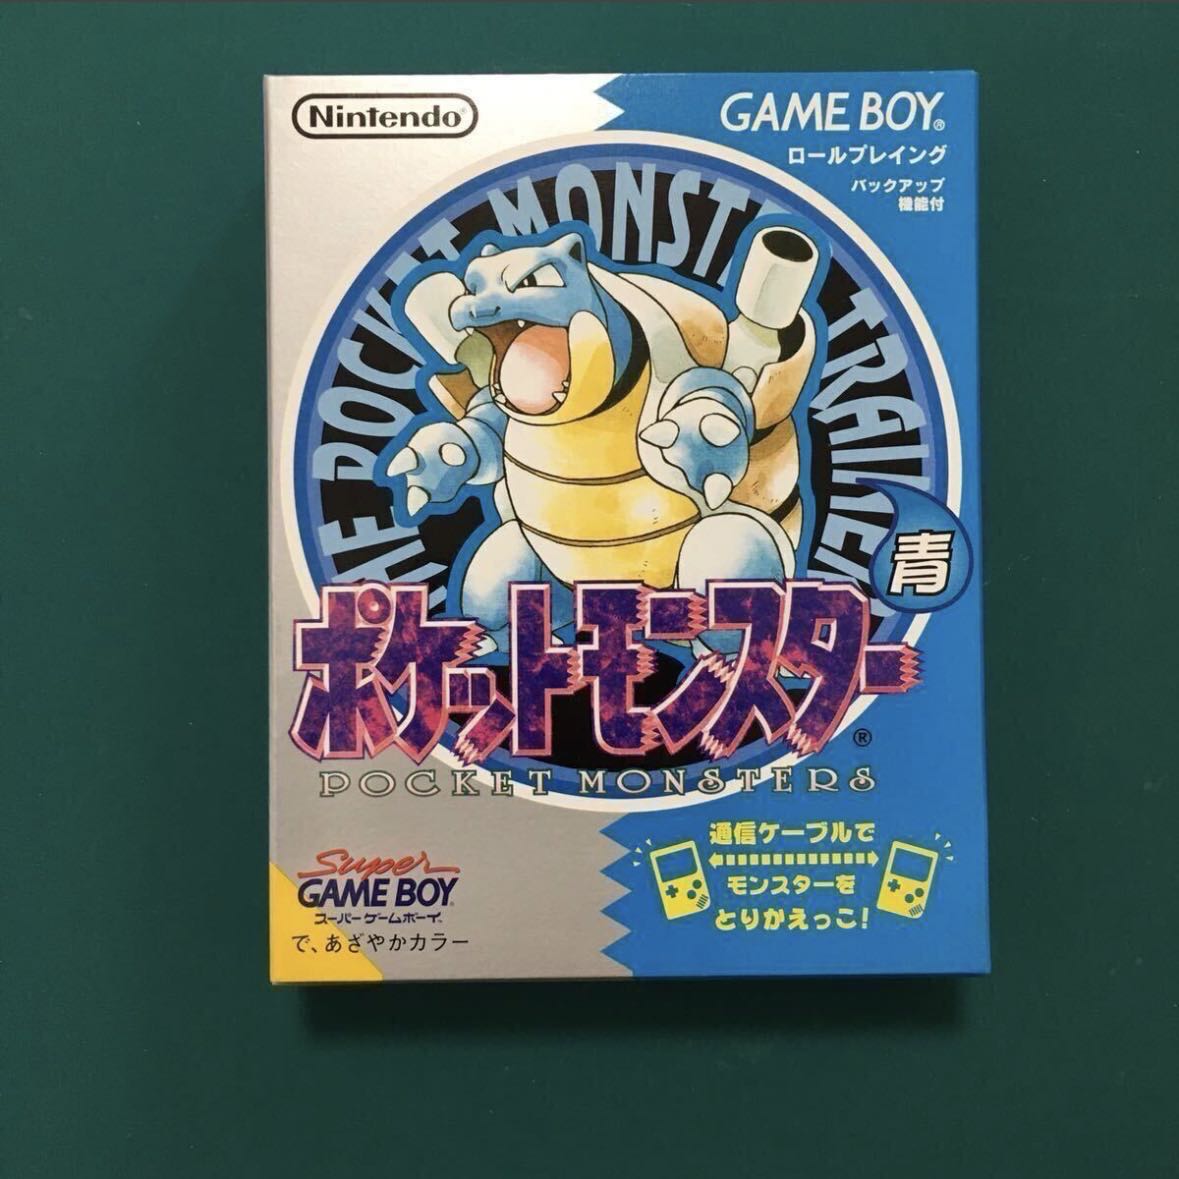 Nintendo®
GAME BOY®
ロールプレイング
バックアップ
機能付
THE POCKET MONSTER TRAINER
青
ポケットモンスター®
POCKET MONSTERS
通信ケーブルで
モンスターを
とりかえっこ!
Super
GAME BOY
スーパーゲームボーイ
で、あざやかカラー